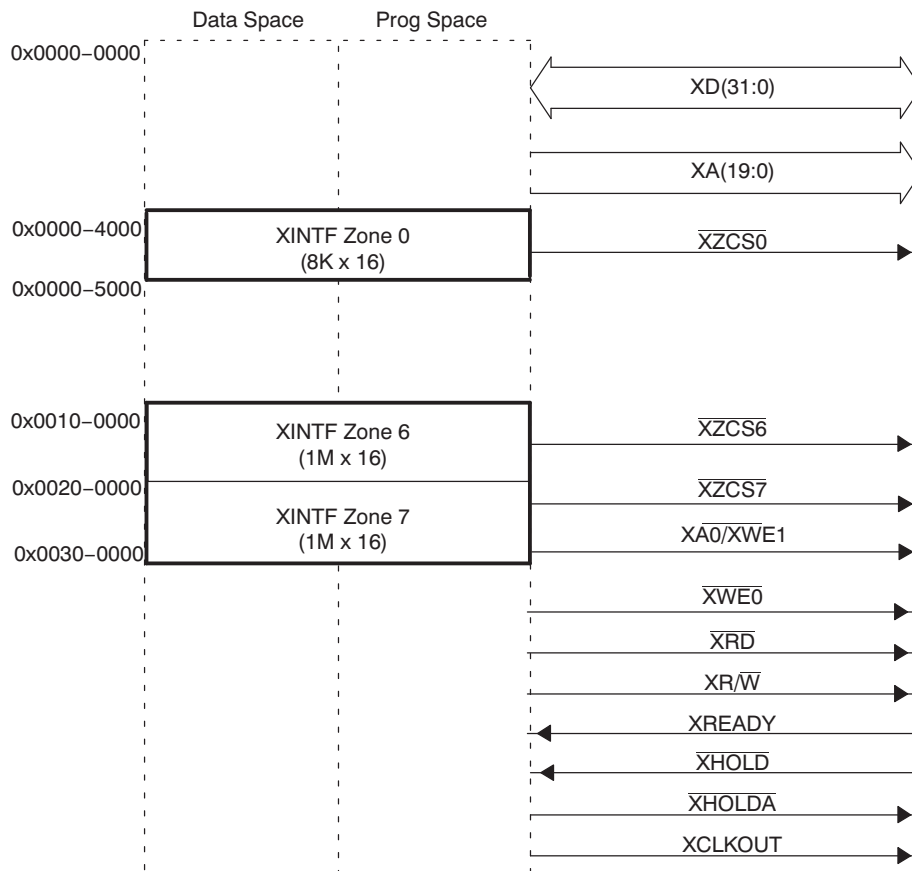 Data Space Prog Space
0x0000–0000
XD(31:0)
XA(19:0)
0x0000–4000
XINTF Zone 0
(8K x 16)
XZCS0
0x0000–5000
0x0010–0000
XINTF Zone 6
(1M x 16)
XZCS6
0x0020–0000
XZCS7
XINTF Zone 7
(1M x 16)
XA0/XWE1
0x0030–0000
XWE0
XRD
XR/W
XREADY
XHOLD
XHOLDA
XCLKOUT